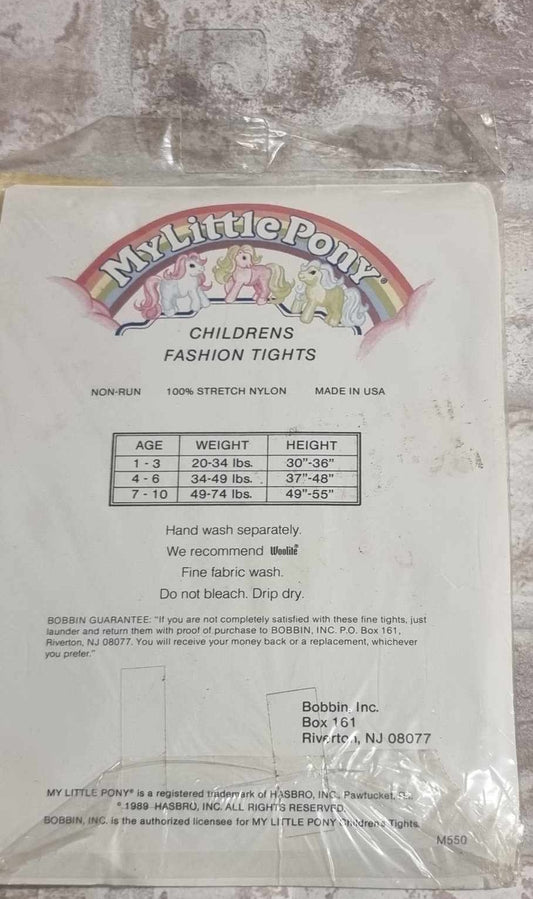 My Little Pony®
CHILDRENS
FASHION TIGHTS
NON-RUN 100% STRETCH NYLON MADE IN USA
AGE WEIGHT HEIGHT
1 - 3 20-34 lbs. 30"-36"
4 - 6 34-49 lbs. 37"-48"
7 - 10 49-74 lbs. 49"-55"
Hand wash separately.
We recommend Woolite®
Fine fabric wash.
Do not bleach. Drip dry.
BOBBIN GUARANTEE: "If you are not completely satisfied with these fine tights, just
launder and return them with proof of purchase to BOBBIN, INC. P.O. Box 161,
Riverton, NJ 08077. You will receive your money back or a replacement, whichever
you prefer."
Bobbin, Inc.
Box 161
Riverton, NJ 08077
MY LITTLE PONY® is a registered trademark of HASBRO, INC., Pawtucket,
© 1989 HASBRO, INC. ALL RIGHTS RESERVED.
BOBBIN, INC. is the authorized licensee for MY LITTLE PONY Children's Tights.
M550